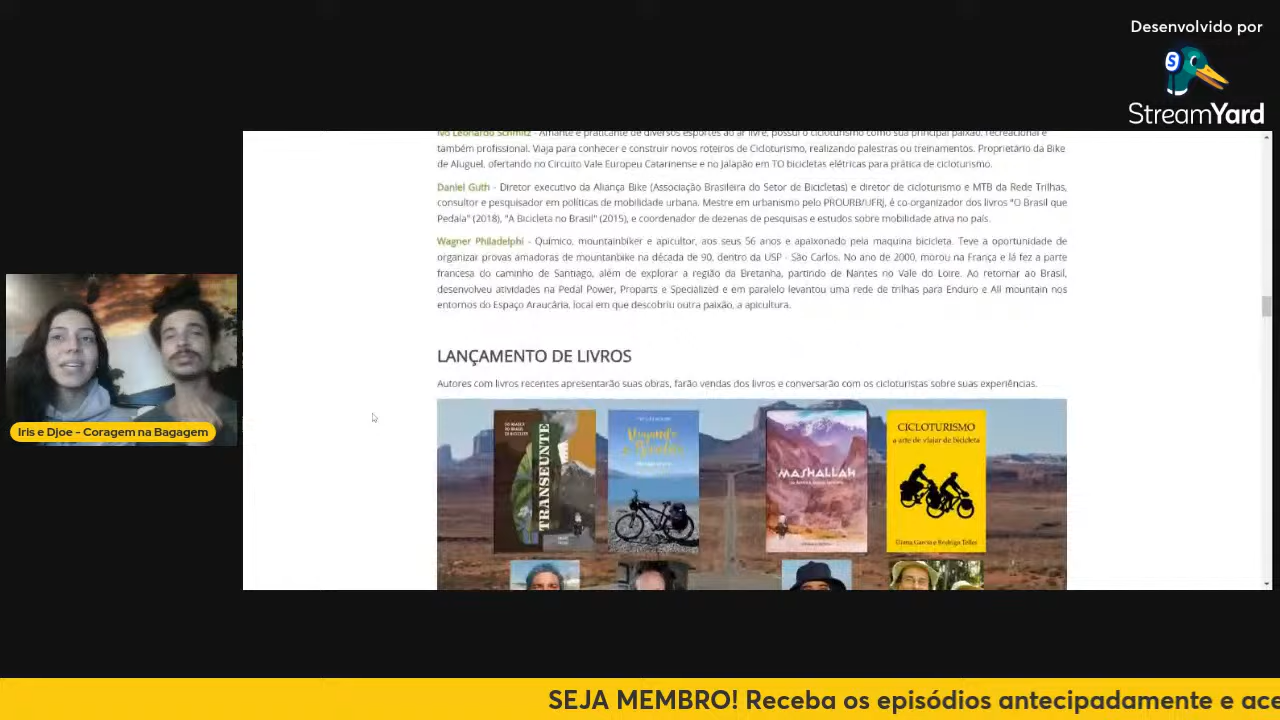 Desenvolvido por
StreamYard
Ivo Leonardo Schmitz - Amante e praticante de diversos esportes ao ar livre, possui o cicloturismo como sua principal paixão, recreacional e
também profissional. Viaja para conhecer e construir novos roteiros de Cicloturismo, realizando palestras ou treinamentos. Proprietário da Bike
de Aluguel, ofertando no Circuito Vale Europeu Catarinense e no Jalapão em TO bicicletas elétricas para prática de cicloturismo.
Daniel Guth - Diretor executivo da Aliança Bike (Associação Brasileira do Setor de Bicicletas) e diretor de cicloturismo e MTB da Rede Trilhas,
consultor e pesquisador em políticas de mobilidade urbana. Mestre em urbanismo pelo PROURB/UFRJ, é co-organizador dos livros "O Brasil que
Pedala" (2018), "A Bicicleta no Brasil" (2015), e coordenador de dezenas de pesquisas e estudos sobre mobilidade ativa no país.
Wagner Philadelphi - Químico, mountainbiker e apicultor, aos seus 56 anos e apaixonado pela maquina bicicleta. Teve a oportunidade de
organizar provas amadoras de mountanbike na década de 90, dentro da USP - São Carlos. No ano de 2000, morou na França e lá fez a parte
francesa do caminho de Santiago, além de explorar a região da Bretanha, partindo de Nantes no Vale do Loire. Ao retornar ao Brasil,
desenvolveu atividades na Pedal Power, Proparts e Specialized e em paralelo levantou uma rede de trilhas para Enduro e All mountain nos
entornos do Espaço Araucária, local em que descobriu outra paixão, a apicultura.
LANÇAMENTO DE LIVROS
Autores com livros recentes apresentarão suas obras, farão vendas dos livros e conversarão com os cicloturistas sobre suas experiências.
TRANSEUNTE
MASHALLAH
CICLOTURISMO
a arte de viajar de bicicleta
Eliana Garcia e Rodrigo Telles
Iris e Djoe - Coragem na Bagagem
SEJA MEMBRO! Receba os episódios antecipadamente e ace